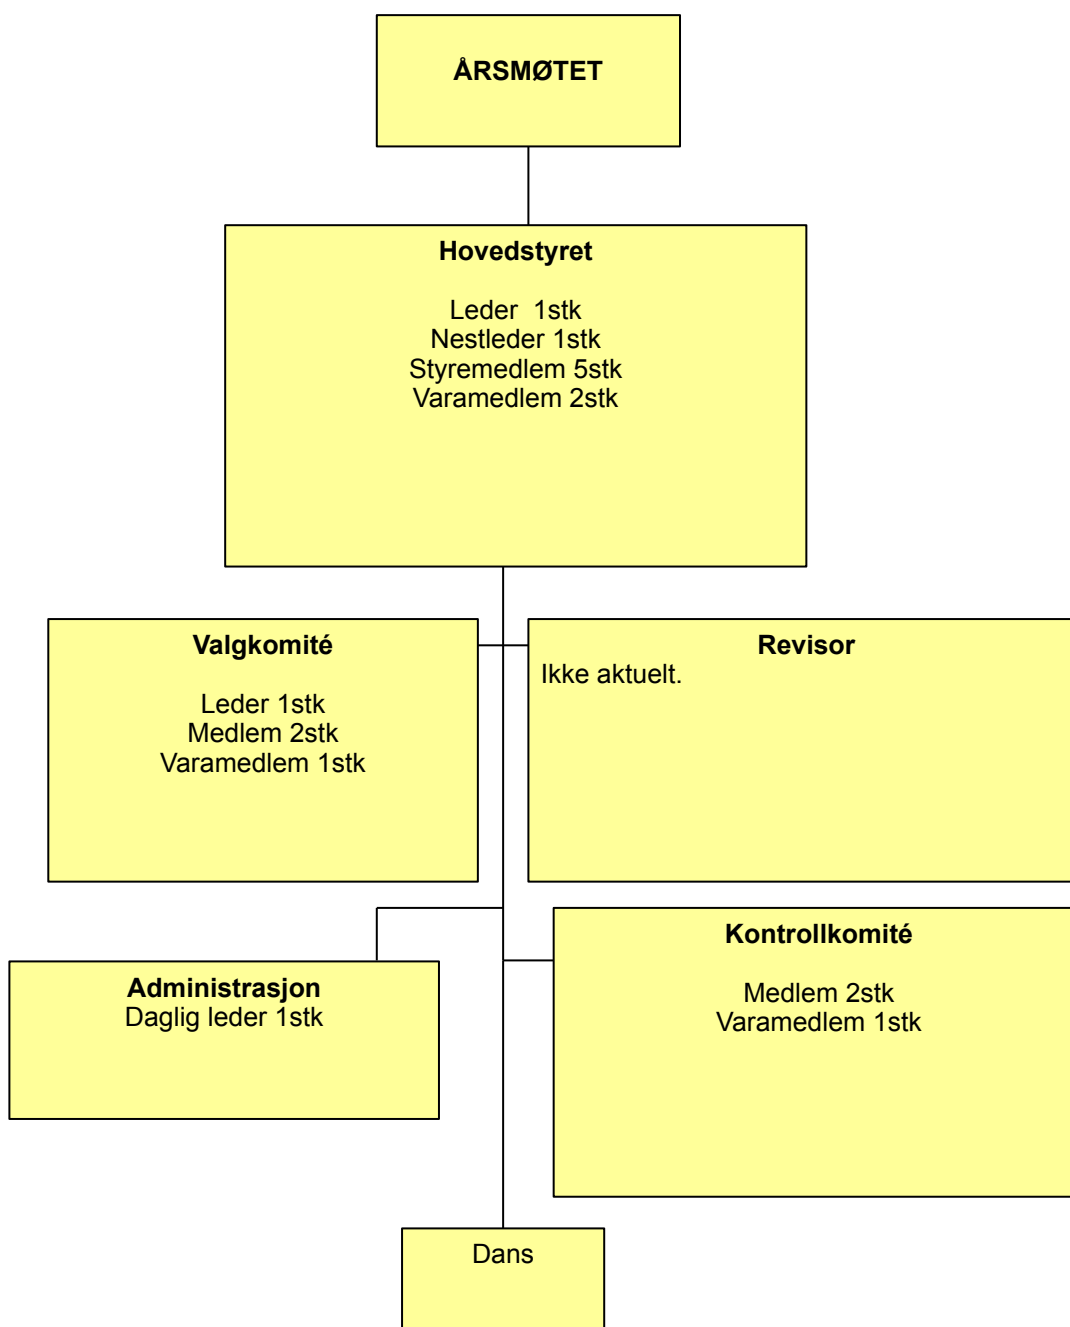 ÅRSMØTET
Hovedstyret
Leder 1stk
Nestleder 1stk
Styremedlem 5stk
Varamedlem 2stk
Valgkomité
Leder 1stk
Medlem 2stk
Varamedlem 1stk
Revisor
Ikke aktuelt.
Administrasjon
Daglig leder 1stk
Kontrollkomité
Medlem 2stk
Varamedlem 1stk
Dans